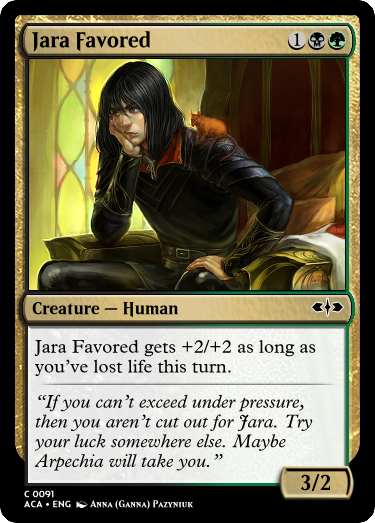 Jara Favored 1
Creature — Human
Jara Favored gets +2/+2 as long as
you've lost life this turn.
“If you can't exceed under pressure,
then you aren't cut out for Jara. Try
your luck somewhere else. Maybe
Arpechia will take you.”
3/2
C 0091
ACA • ENG Anna (Ganna) Pazyniuk